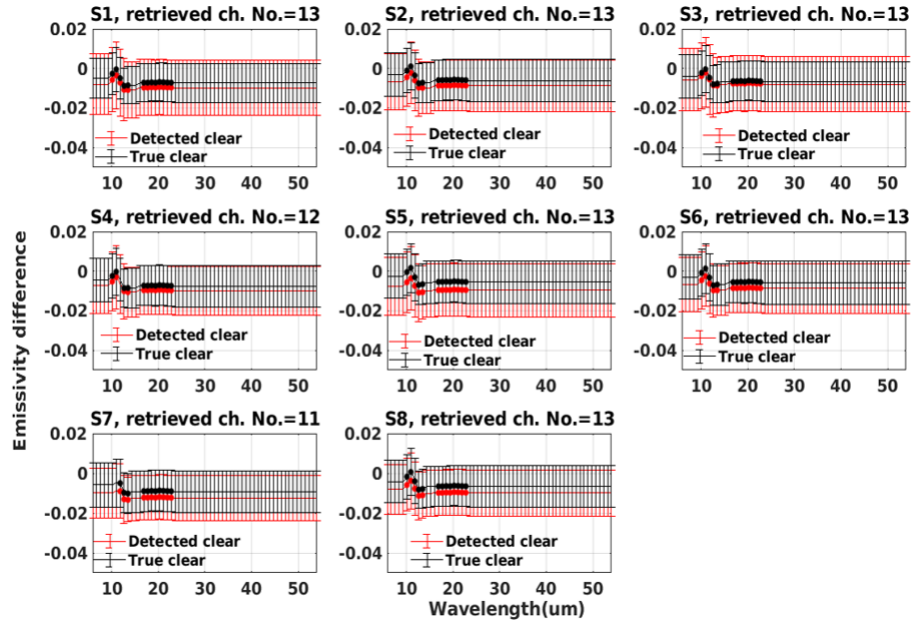 S1, retrieved ch. No.=13
S2, retrieved ch. No.=13
S3, retrieved ch. No.=13
0.02
0
-0.02
-0.04
Detected clear
True clear
10 20 30 40 50
0.02
0
-0.02
-0.04
Detected clear
True clear
10 20 30 40 50
0.02
0
-0.02
-0.04
Detected clear
True clear
10 20 30 40 50
Emissivity difference
S4, retrieved ch. No.=12
S5, retrieved ch. No.=13
S6, retrieved ch. No.=13
0.02
0
-0.02
-0.04
Detected clear
True clear
10 20 30 40 50
0.02
0
-0.02
-0.04
Detected clear
True clear
10 20 30 40 50
0.02
0
-0.02
-0.04
Detected clear
True clear
10 20 30 40 50
S7, retrieved ch. No.=11
S8, retrieved ch. No.=13
0.02
0
-0.02
-0.04
Detected clear
True clear
10 20 30 40 50
0.02
0
-0.02
-0.04
Detected clear
True clear
10 20 30 40 50
Wavelength(um)